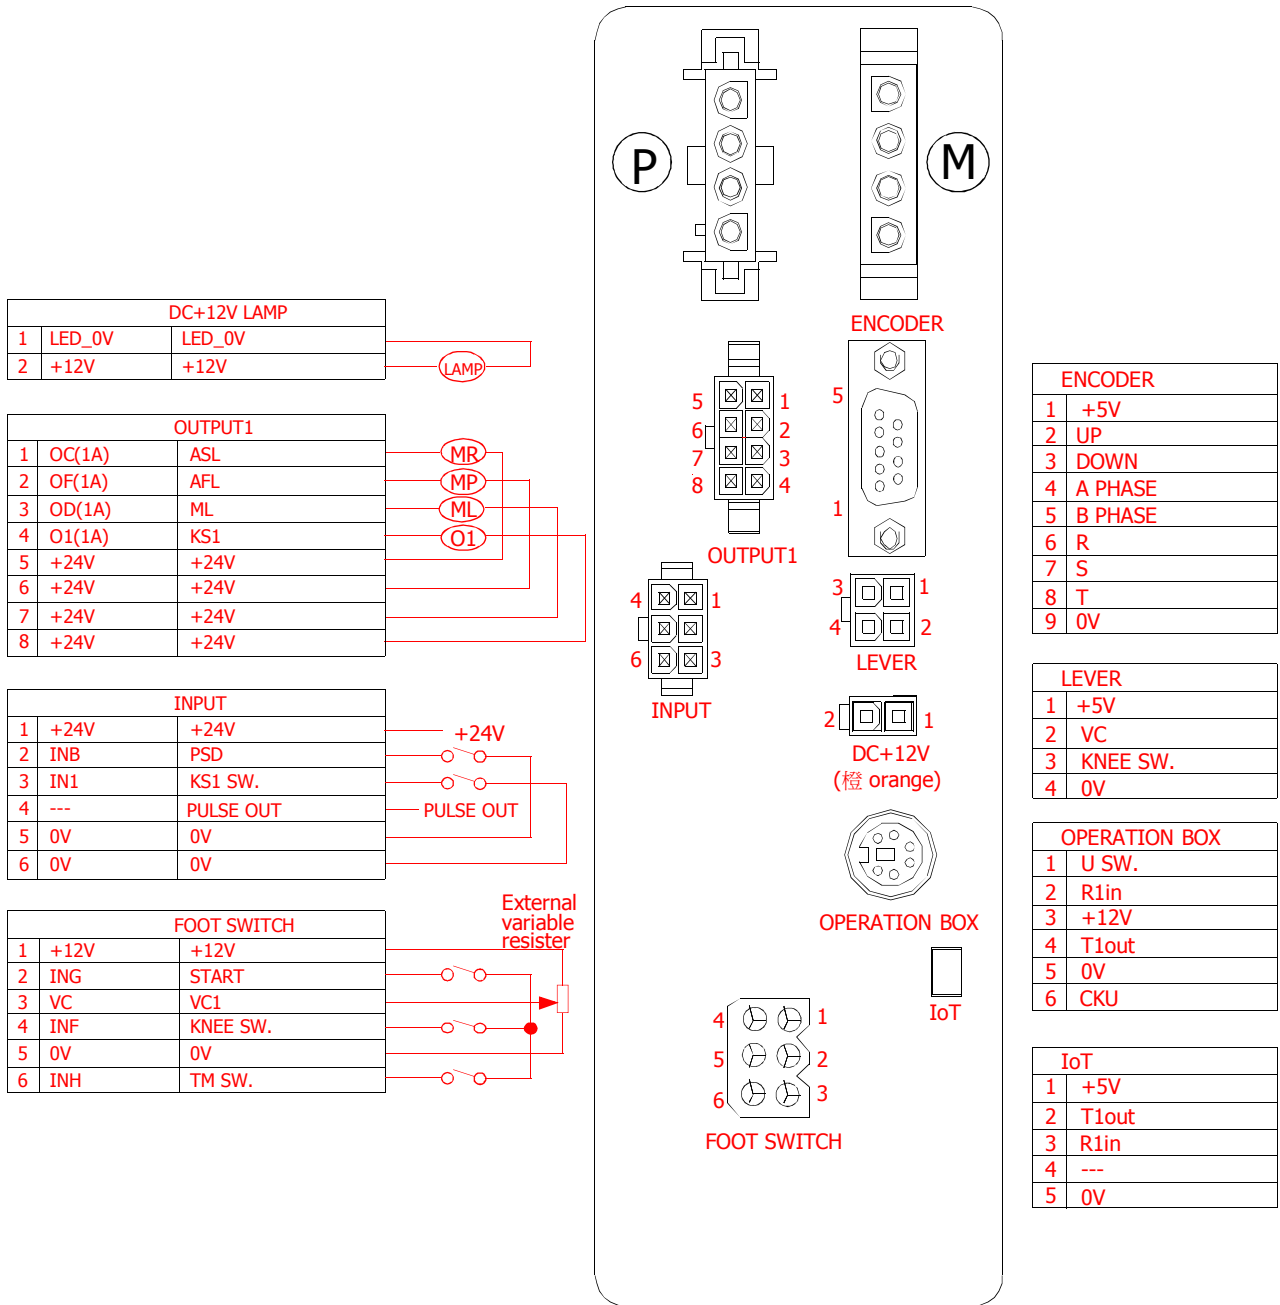 DC+12V LAMP
1 LED_0V LED_0V
2 +12V +12V
LAMP
OUTPUT1
1 OC(1A) ASL
2 OF(1A) AFL
3 OD(1A) ML
4 O1(1A) KS1
5 +24V +24V
6 +24V +24V
7 +24V +24V
8 +24V +24V
MR
MP
ML
O1
INPUT
1 +24V +24V
2 INB PSD
3 IN1 KS1 SW.
4 --- PULSE OUT
5 0V 0V
6 0V 0V
+24V
PULSE OUT
FOOT SWITCH
1 +12V +12V
2 ING START
3 VC VC1
4 INF KNEE SW.
5 0V 0V
6 INH TM SW.
External
variable
resister
P
M
ENCODER
5
1
5 1
6 2
7 3
8 4
OUTPUT1
4 1
6 3
INPUT
3 1
4 2
LEVER
2 1
DC+12V
(橙 orange)
OPERATION BOX
IoT
4 1
5 2
6 3
FOOT SWITCH
ENCODER
1 +5V
2 UP
3 DOWN
4 A PHASE
5 B PHASE
6 R
7 S
8 T
9 0V
LEVER
1 +5V
2 VC
3 KNEE SW.
4 0V
OPERATION BOX
1 U SW.
2 R1in
3 +12V
4 T1out
5 0V
6 CKU
IoT
1 +5V
2 T1out
3 R1in
4 ---
5 0V